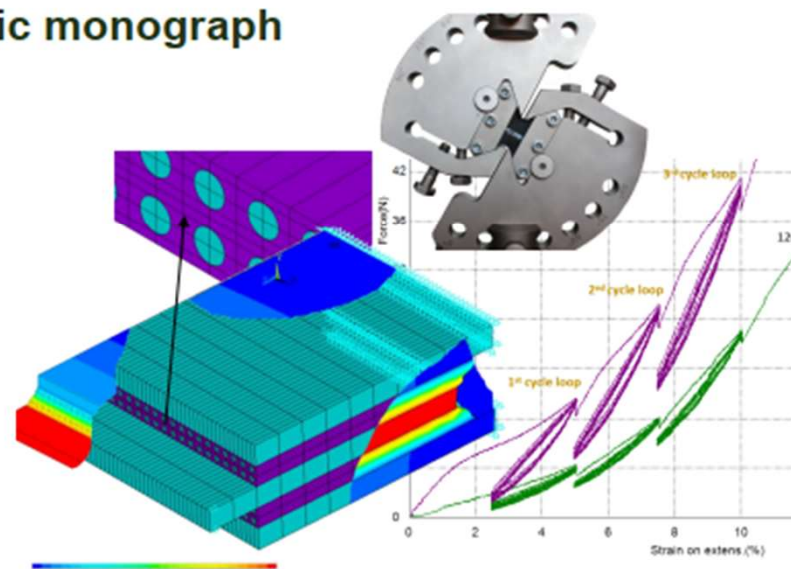 ic monograph
42
36
Force(N)
3rd cycle loop
12
2nd cycle loop
1st cycle loop
0
0 2 4 6 8 10
Strain on extens.(%)